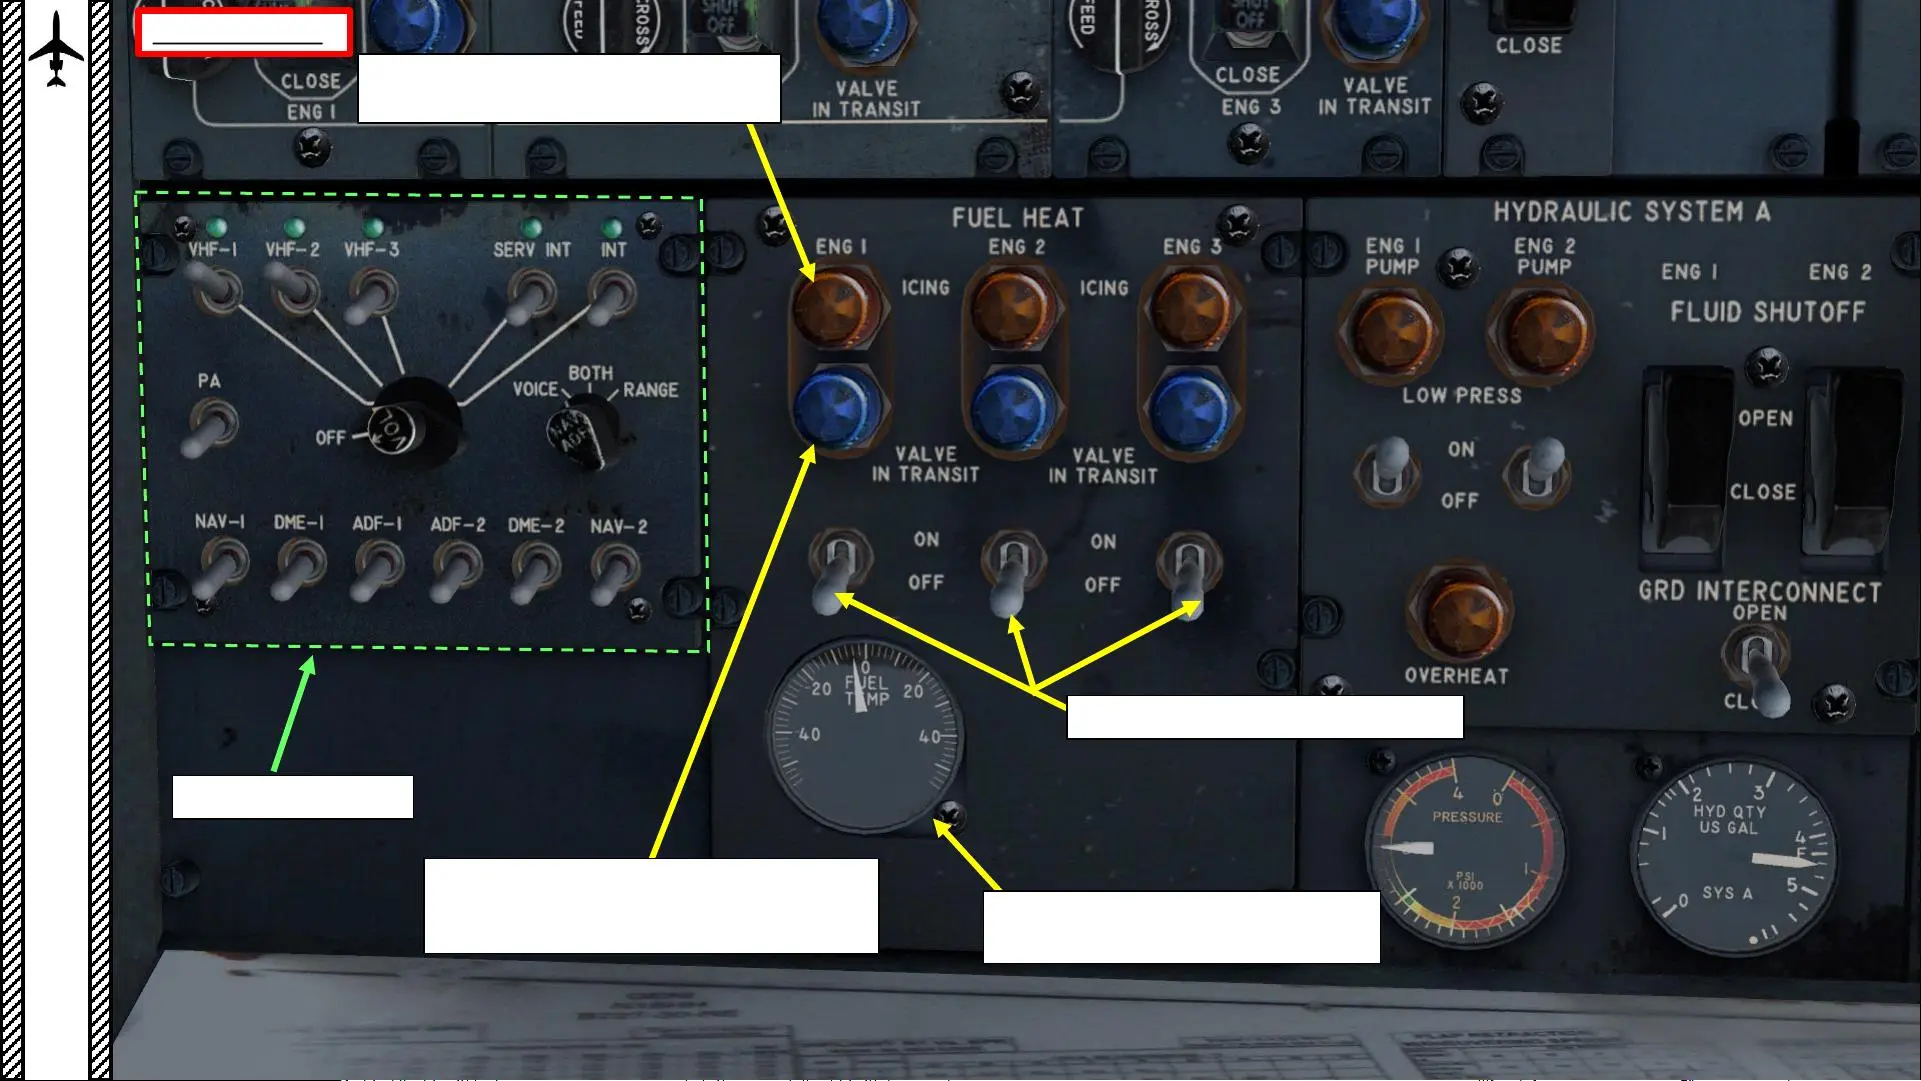 FEED
CROSS
SHUT
OFF
FEED
CROSS
SHUT
OFF
CLOSE
CLOSE
ENG 1
VALVE
IN TRANSIT
CLOSE
ENG 3
VALVE
IN TRANSIT
VHF-1
VHF-2
VHF-3
SERV INT
INT
PA
OFF
VOL
VOICE
BOTH
RANGE
NAV
ADF
NAV-1
DME-1
ADF-1
ADF-2
DME-2
NAV-2
FUEL HEAT
ENG 1
ENG 2
ENG 3
ICING
ICING
VALVE
IN TRANSIT
VALVE
IN TRANSIT
ON
OFF
ON
OFF
0
20
FUEL
TEMP
20
40
40
HYDRAULIC SYSTEM A
ENG 1
PUMP
ENG 2
PUMP
ENG 1
ENG 2
FLUID SHUTOFF
LOW PRESS
ON
OFF
OPEN
CLOSE
OVERHEAT
GRD INTERCONNECT
OPEN
4
0
PRESSURE
1
PSI
X 1000
2
2
3
HYD QTY
US GAL
1
4
F
5
SYS A
0